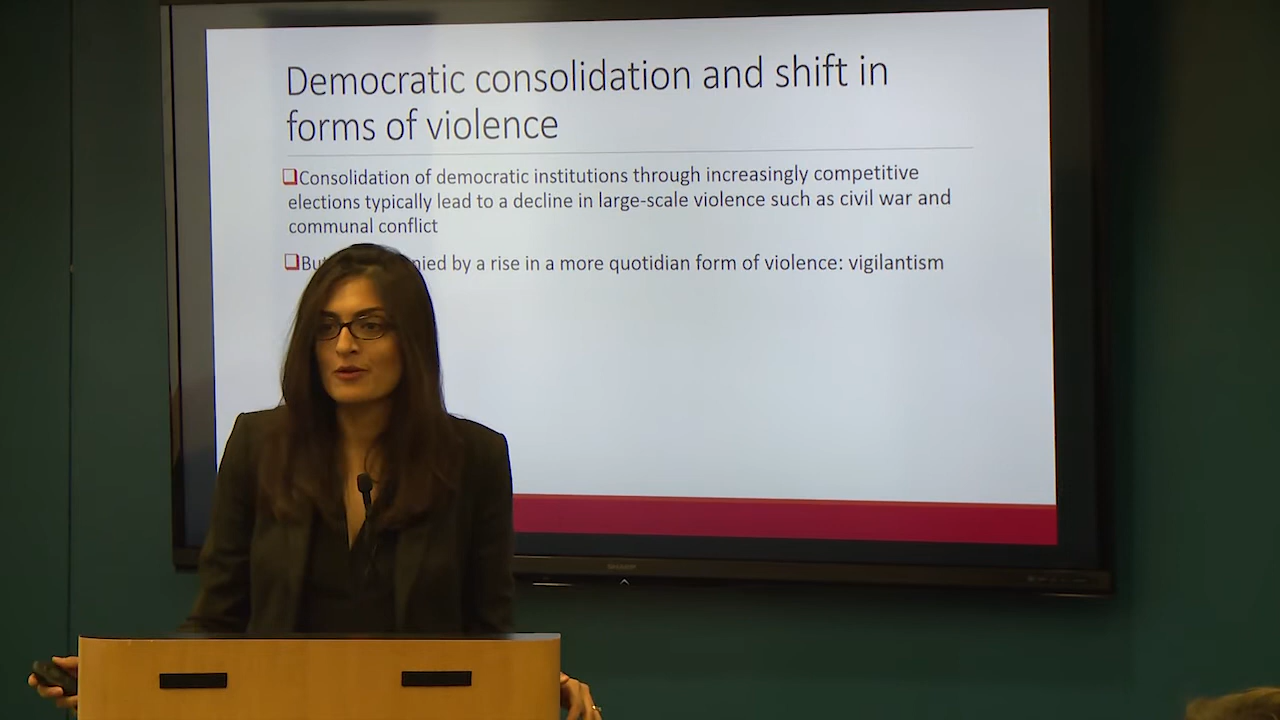 Democratic consolidation and shift in
forms of violence
Consolidation of democratic institutions through increasingly competitive
elections typically lead to a decline in large-scale violence such as civil war and
communal conflict
But by a rise in a more quotidian form of violence: vigilantism
SHARP